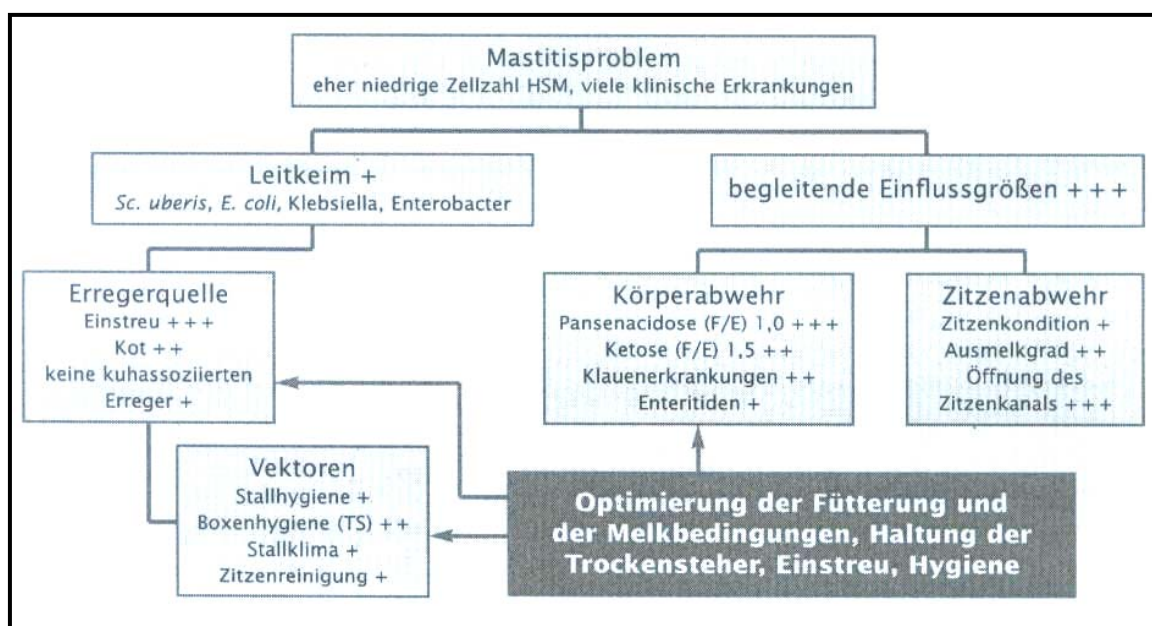 Mastitisproblem
eher niedrige Zellzahl HSM, viele klinische Erkrankungen
Leitkeim +
Sc. uberis, E. coli, Klebsiella, Enterobacter
begleitende Einflussgrößen + + +
Erregerquelle
Einstreu + + +
Kot + +
keine kuhassoziierten
Erreger +
Körperabwehr
Pansenacidose (F/E) 1,0 + + +
Ketose (F/E) 1,5 + +
Klauenerkrankungen + +
Enteritiden +
Zitzenabwehr
Zitzenkondition +
Ausmelkgrad + +
Öffnung des
Zitzenkanals + + +
Vektoren
Stallhygiene +
Boxenhygiene (TS) + +
Stallklima +
Zitzenreinigung +
Optimierung der Fütterung und
der Melkbedingungen, Haltung der
Trockensteher, Einstreu, Hygiene